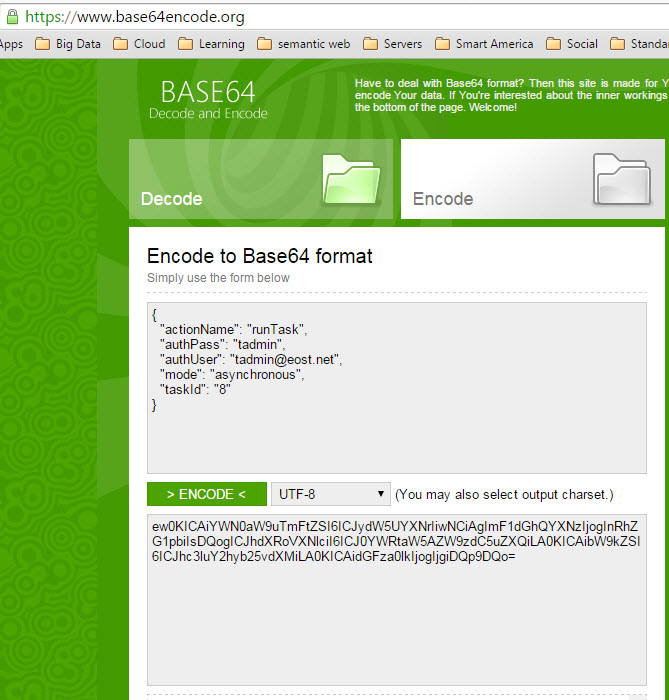 https://www.base64encode.org
Apps Big Data Cloud Learning semantic web Servers Smart America Social
BASE64
Decode and Encode
Have to deal with Base64 format? Then this site is made for
encode Your data. If You're interested about the inner workings
the bottom of the page. Welcome!
Decode
Encode
Encode to Base64 format
Simply use the form below
{
"actionName": "runTask",
"authPass": "tadmin",
"authUser": "tadmin@eost.net",
"mode": "asynchronous",
"taskId": "8"
}
> ENCODE < UTF-8 (You may also select output charset.)
ew0KICAiYWN0aW9uTmFtZSI6ICJydW5UYXNrIiwNCiAgImF1dGhQYXNzIjogInRhZ
G1pbiIsDQogICJhdXRoVXNlciI6ICJ0YWRtaW5AZW9zdC5uZXQiLA0KICAibW9kZSI
6ICJhc3luY2hyb25vdXMiLA0KICAidGFza0lkIjogIjgiDQp9DQo=